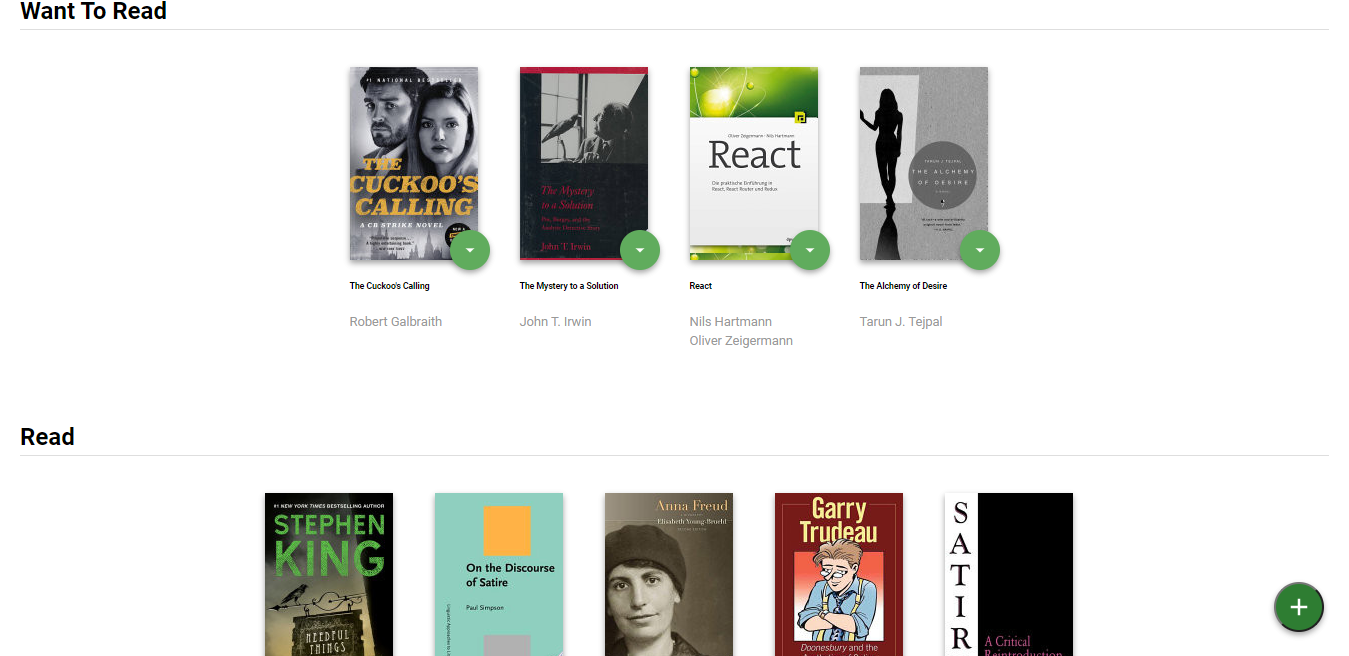 Want To Read
#1 NATIONAL BESTSELLER
THE
CUCKOO'S
CALLING
A CB STRIKE NOVEL
The Mystery
to a Solution
Poe, Borges, and the
Analytic Detective Story
John T. Irwin
Oliver Zeigermann · Nils Hartmann
React
Die praktische Einführung in
React, React Router und Redux
TARUN J TEJPAL
THE ALCHEMY
OF DESIRE
The Cuckoo's Calling
The Mystery to a Solution
React
The Alchemy of Desire
Robert Galbraith
John T. Irwin
Nils Hartmann
Oliver Zeigermann
Tarun J. Tejpal
Read
#1 NEW YORK TIMES BESTSELLING AUTHOR
STEPHEN
KING
NEEDFUL
THINGS
On the Discourse
of Satire
Paul Simpson
Anna Freud
Elisabeth Young-Bruehl
Garry
Trudeau
Doonesbury and the
S
A
T
I
R
A Critical
Reintroduction